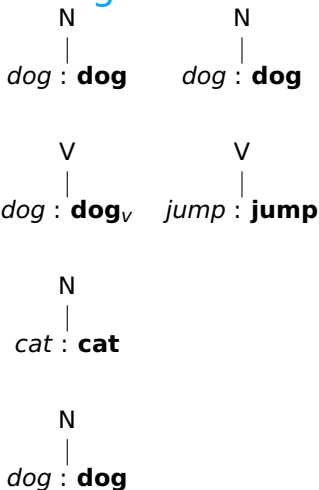 N N
dog : dog dog : dog
V V
dog : dogv jump : jump
N
cat : cat
N
dog : dog